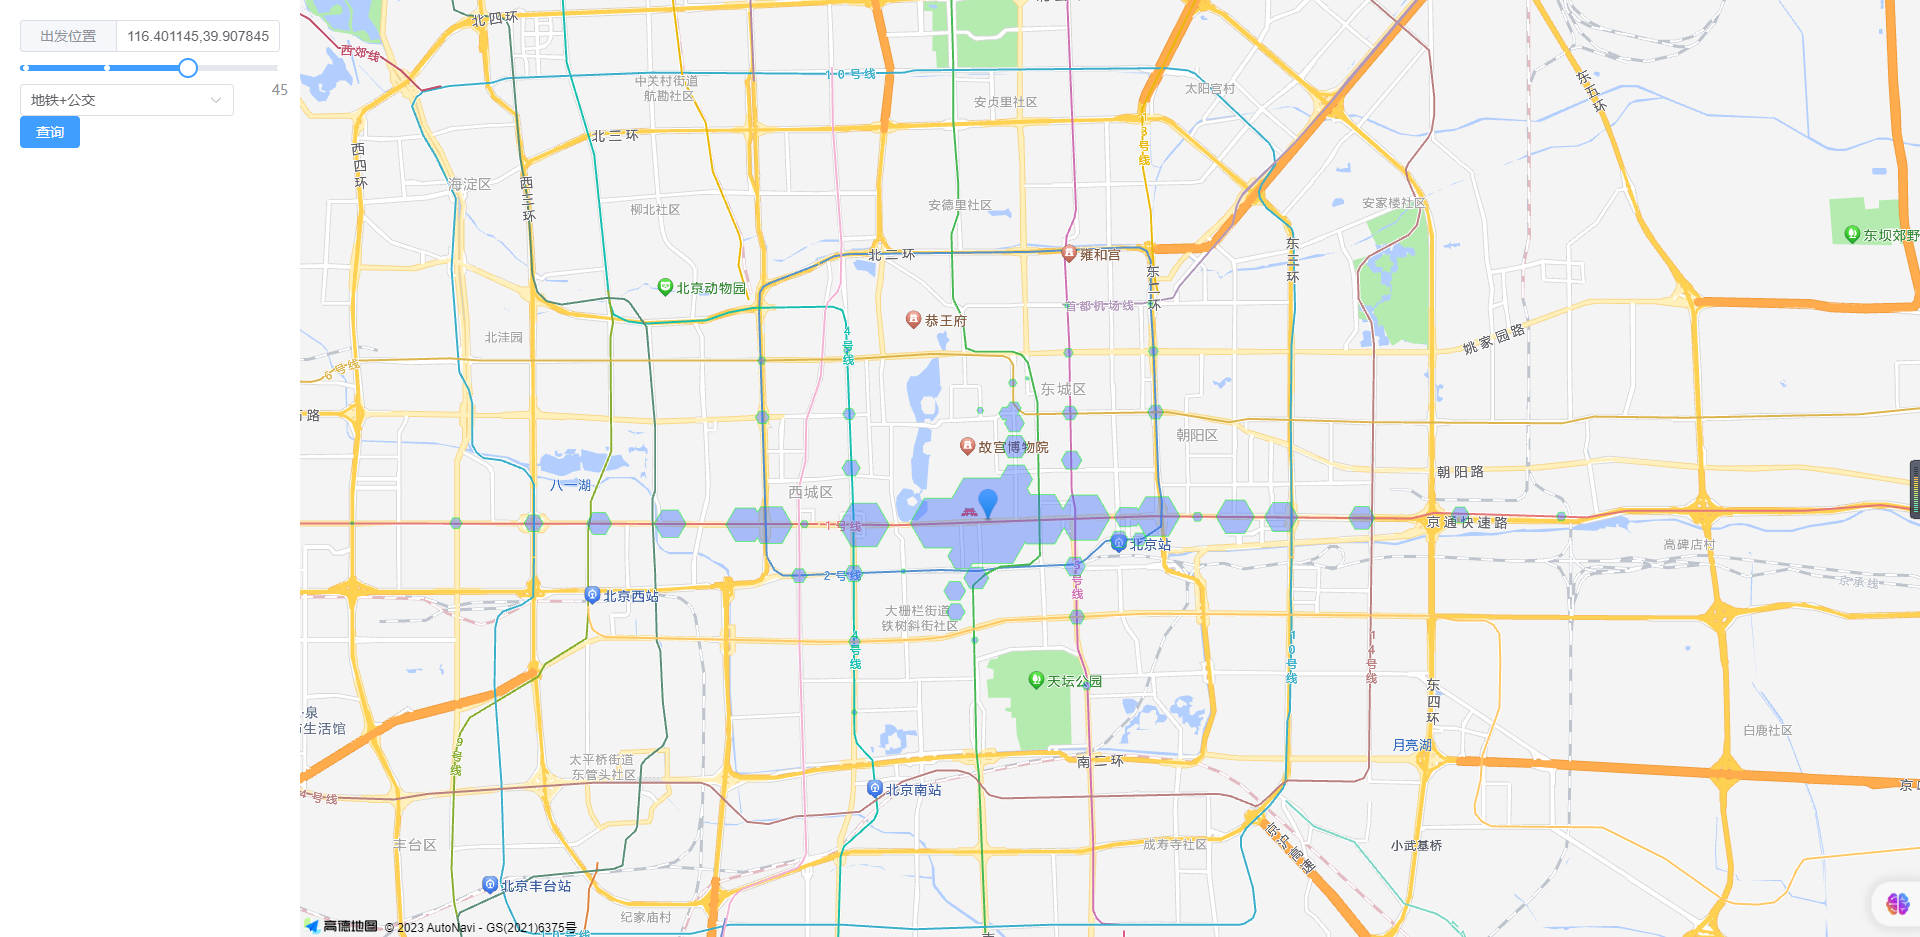 出发位置
116.401145,39.907845
45
地铁+公交
查询
北四环
西郊线
中关村街道
航勘社区
10号线
安贞里社区
太阳宫村
东五环
北三环
13号线
西四环
海淀区
西三环
柳北社区
安德里社区
安家楼社区
东坝郊野
北二环
雍和宫
东二环
东三环
北京动物园
首都机场线
恭王府
北洼园
4号线
姚家园路
6号线
东城区
路
朝阳区
故宫博物院
朝阳路
八一湖
西城区
1号线
京通快速路
北京站
高碑店村
2号线
5号线
京承线
北京西站
大栅栏街道
铁树斜街社区
4号线
10号线
14号线
天坛公园
东四环
泉
生活馆
白鹿社区
9号线
月亮湖
太平桥街道
东管头社区
南二环
北京南站
4号线
丰台区
成寿寺社区
京沪高速
小武基桥
北京丰台站
纪家庙村
高德地图
© 2023 AutoNavi - GS(2021)6375号
10号线